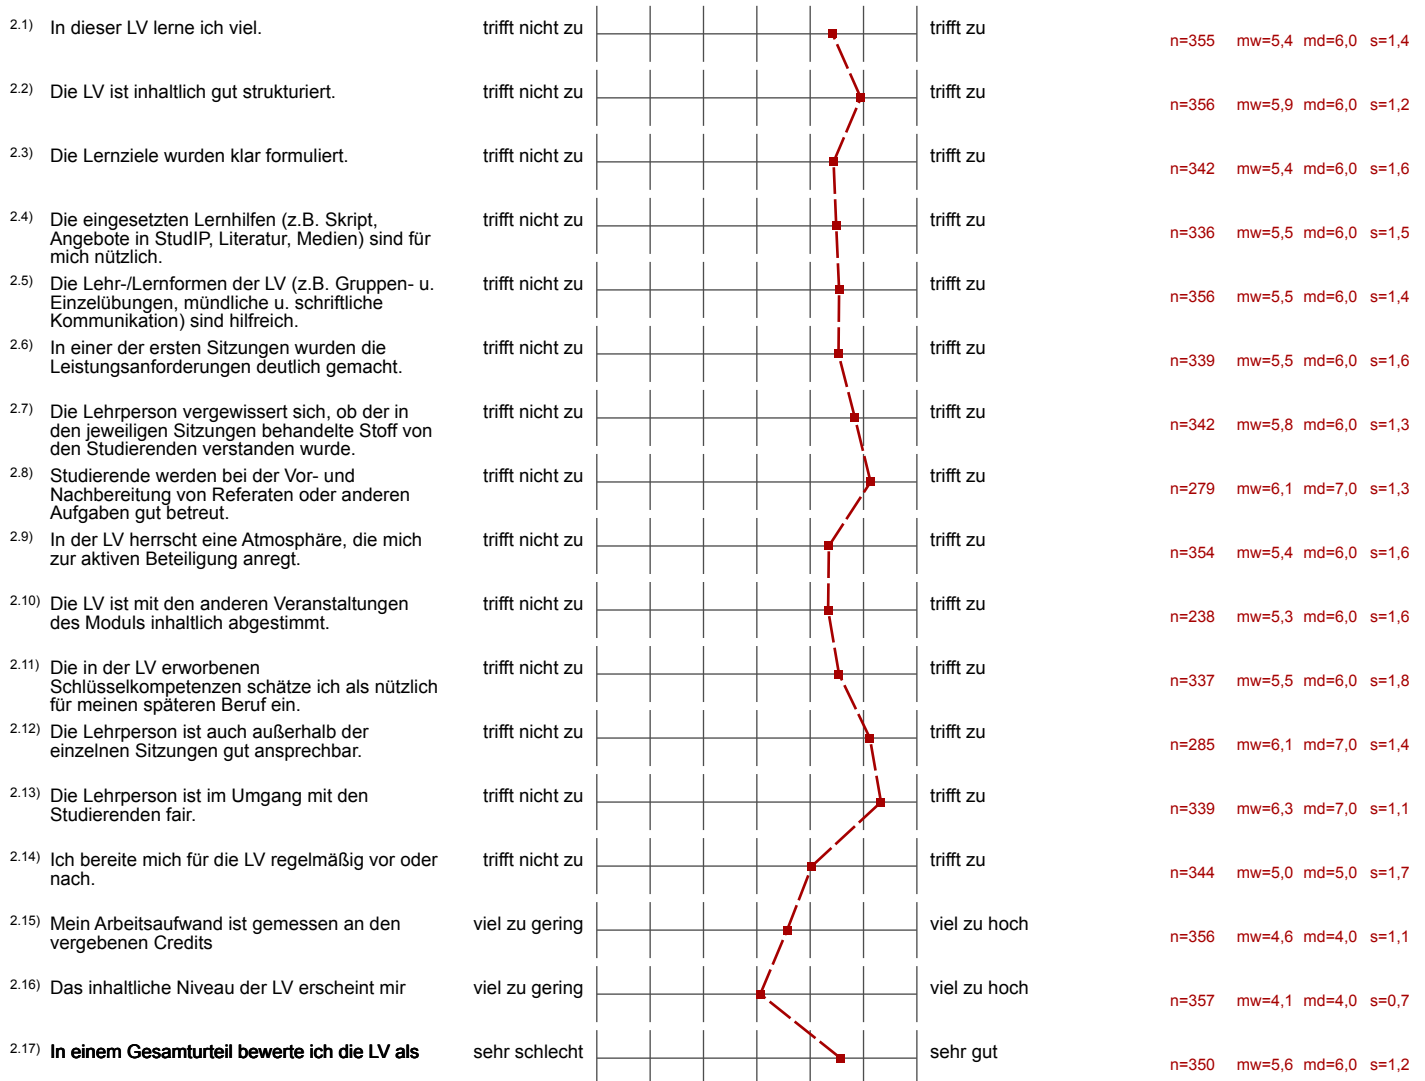 2.1) In dieser LV lerne ich viel. trifft nicht zu trifft zu n=355 mw=5,4 md=6,0 s=1,4
2.2) Die LV ist inhaltlich gut strukturiert. trifft nicht zu trifft zu n=356 mw=5,9 md=6,0 s=1,2
2.3) Die Lernziele wurden klar formuliert. trifft nicht zu trifft zu n=342 mw=5,4 md=6,0 s=1,6
2.4) Die eingesetzten Lernhilfen (z.B. Skript, trifft nicht zu trifft zu
Angebote in StudIP, Literatur, Medien) sind für n=336 mw=5,5 md=6,0 s=1,5
mich nützlich.
2.5) Die Lehr-/Lernformen der LV (z.B. Gruppen- u. trifft nicht zu trifft zu
Einzelübungen, mündliche u. schriftliche n=356 mw=5,5 md=6,0 s=1,4
Kommunikation) sind hilfreich.
2.6) In einer der ersten Sitzungen wurden die trifft nicht zu trifft zu
Leistungsanforderungen deutlich gemacht. n=339 mw=5,5 md=6,0 s=1,6
2.7) Die Lehrperson vergewissert sich, ob der in trifft nicht zu trifft zu
den jeweiligen Sitzungen behandelte Stoff von n=342 mw=5,8 md=6,0 s=1,3
den Studierenden verstanden wurde.
2.8) Studierende werden bei der Vor- und trifft nicht zu trifft zu
Nachbereitung von Referaten oder anderen n=279 mw=6,1 md=7,0 s=1,3
Aufgaben gut betreut.
2.9) In der LV herrscht eine Atmosphäre, die mich trifft nicht zu trifft zu
zur aktiven Beteiligung anregt. n=354 mw=5,4 md=6,0 s=1,6
2.10) Die LV ist mit den anderen Veranstaltungen trifft nicht zu trifft zu
des Moduls inhaltlich abgestimmt. n=238 mw=5,3 md=6,0 s=1,6
2.11) Die in der LV erworbenen trifft nicht zu trifft zu
Schlüsselkompetenzen schätze ich als nützlich n=337 mw=5,5 md=6,0 s=1,8
für meinen späteren Beruf ein.
2.12) Die Lehrperson ist auch außerhalb der trifft nicht zu trifft zu
einzelnen Sitzungen gut ansprechbar. n=285 mw=6,1 md=7,0 s=1,4
2.13) Die Lehrperson ist im Umgang mit den trifft nicht zu trifft zu
Studierenden fair. n=339 mw=6,3 md=7,0 s=1,1
2.14) Ich bereite mich für die LV regelmäßig vor oder trifft nicht zu trifft zu
nach. n=344 mw=5,0 md=5,0 s=1,7
2.15) Mein Arbeitsaufwand ist gemessen an den viel zu gering viel zu hoch
vergebenen Credits n=356 mw=4,6 md=4,0 s=1,1
2.16) Das inhaltliche Niveau der LV erscheint mir viel zu gering viel zu hoch n=357 mw=4,1 md=4,0 s=0,7
2.17) In einem Gesamturteil bewerte ich die LV als sehr schlecht sehr gut n=350 mw=5,6 md=6,0 s=1,2